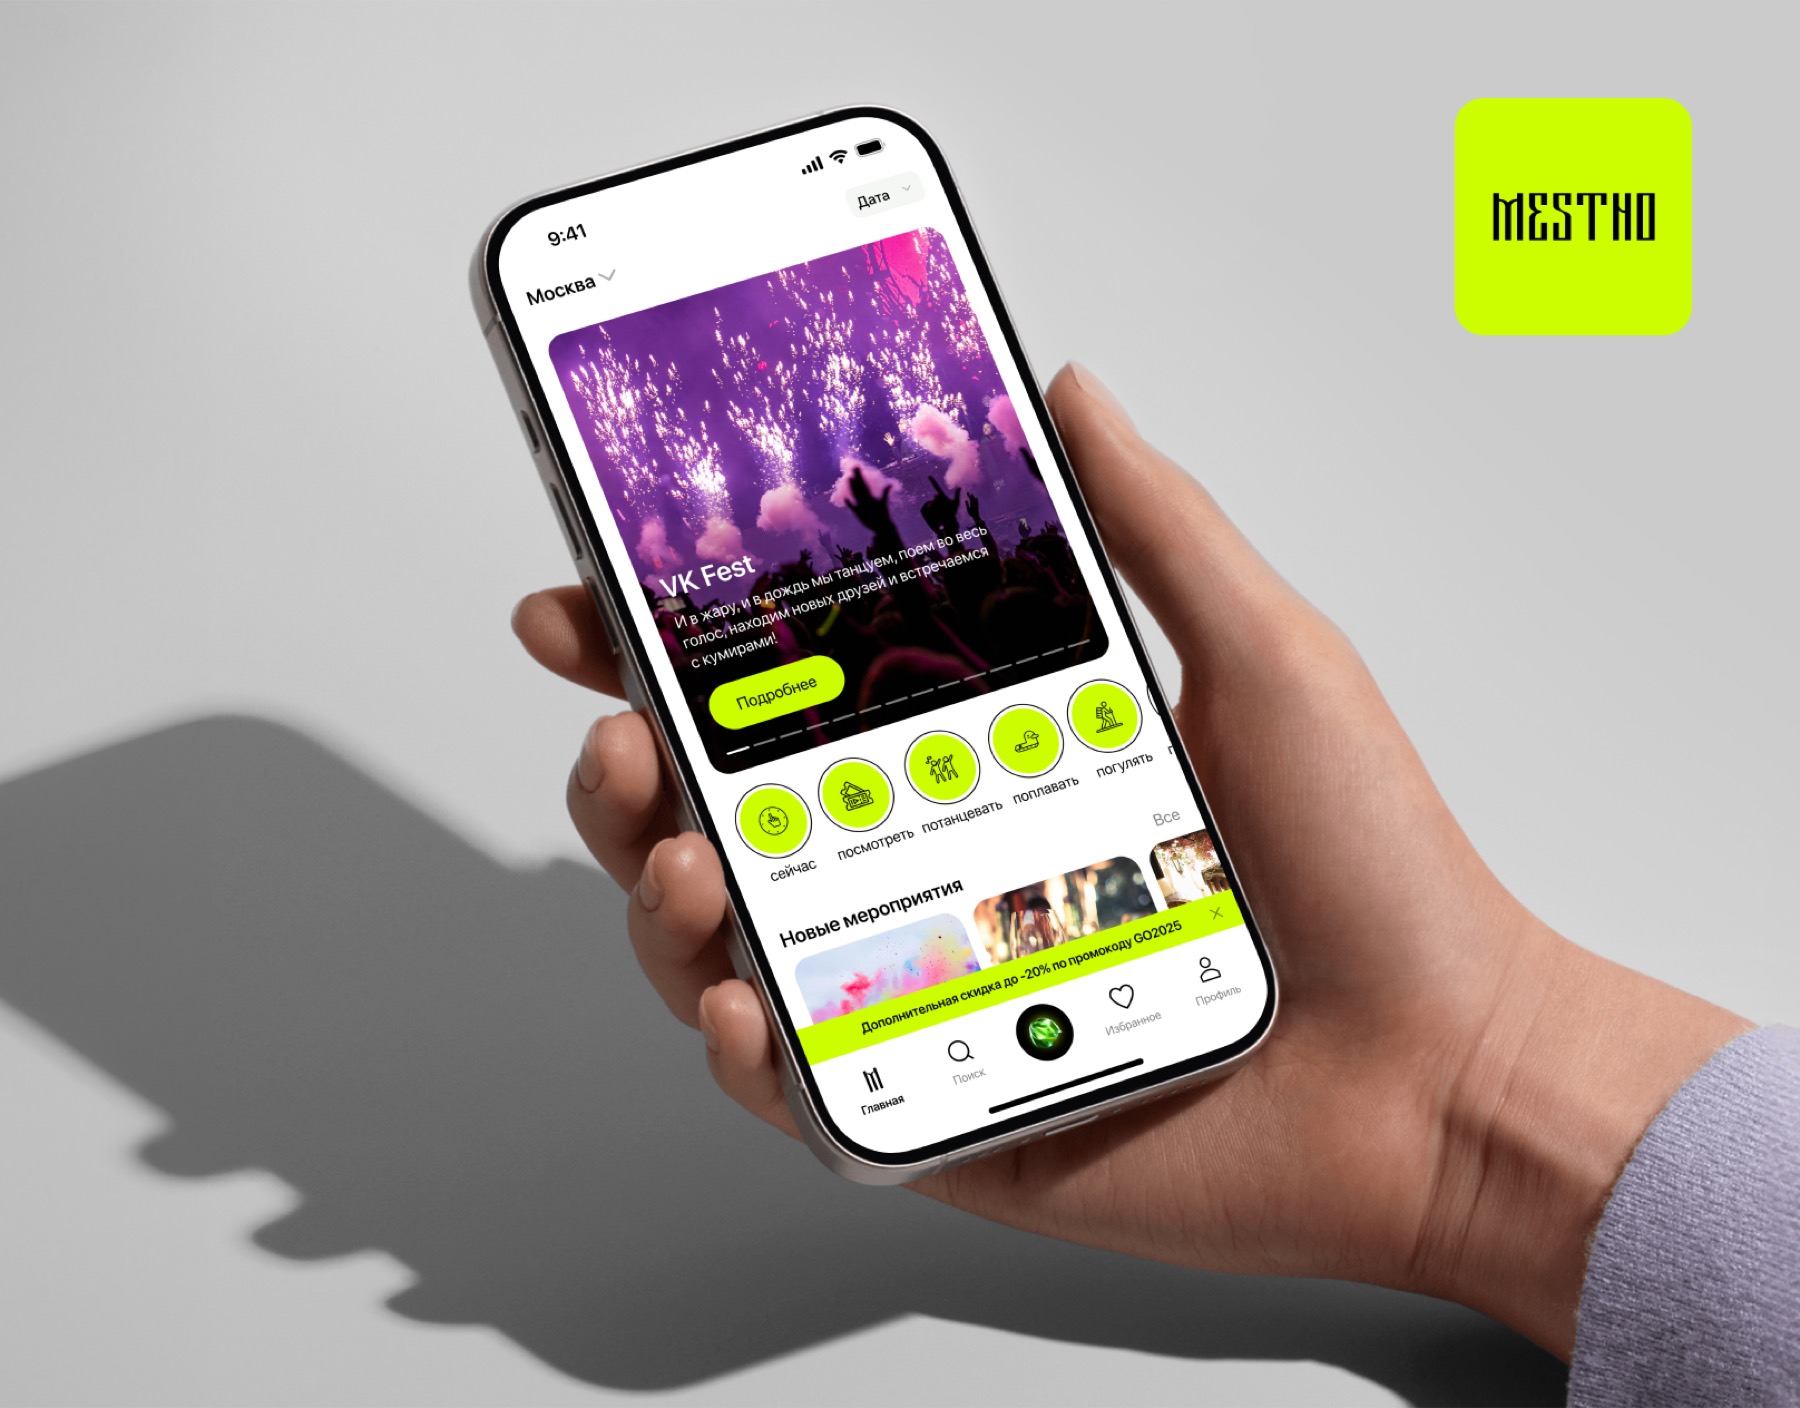 MESTHO
9:41
Дата
Москва
VK Fest
И в жару, и в дождь мы танцуем, поем во весь
голос, находим новых друзей и встречаемся
с кумирами!
Подробнее
сейчас
посмотреть
потанцевать
поплавать
погулять
Новые мероприятия
Все
Дополнительная скидка до -20% по промокоду GO2025
Главная
Поиск
Избранное
Профиль